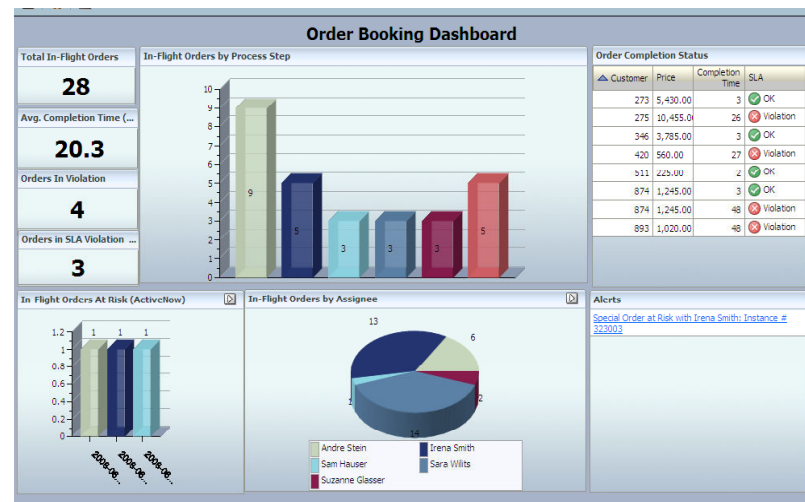 Order Booking Dashboard
Total In-Flight Orders
28
Avg. Completion Time (...
20.3
Orders In Violation
4
Orders in SLA Violation ...
3
In-Flight Orders by Process Step
10
9
8
7
6
5
4
3
2
1
0
9
5
3
3
3
5
Order Completion Status
Customer Price Completion Time SLA
273 5,430.00 3 OK
275 10,455.0 26 Violation
346 3,785.00 3 OK
420 560.00 27 Violation
511 225.00 2 OK
874 1,245.00 3 OK
874 1,245.00 48 Violation
893 1,020.00 48 Violation
In Flight Orders At Risk (ActiveNow)
1.2
1
0.8
0.6
0.4
0.2
0
1 1 1
2008-08... 2008-08... 2008-08...
In-Flight Orders by Assignee
13
6
1
2
14
Andre Stein
Irena Smith
Sam Hauser
Sara Wilits
Suzanne Glasser
Alerts
Special Order at Risk with Irena Smith: Instance #
323003